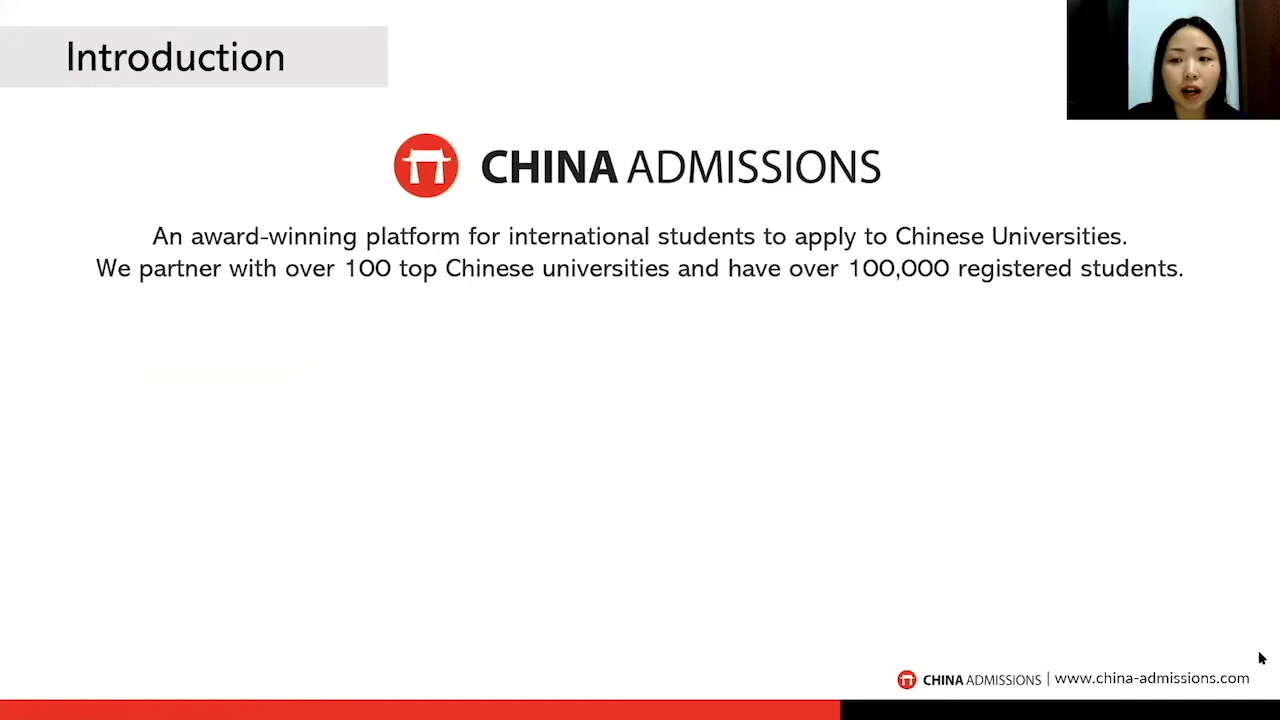 Introduction
CHINA ADMISSIONS
An award-winning platform for international students to apply to Chinese Universities.
We partner with over 100 top Chinese universities and have over 100,000 registered students.
CHINA ADMISSIONS | www.china-admissions.com